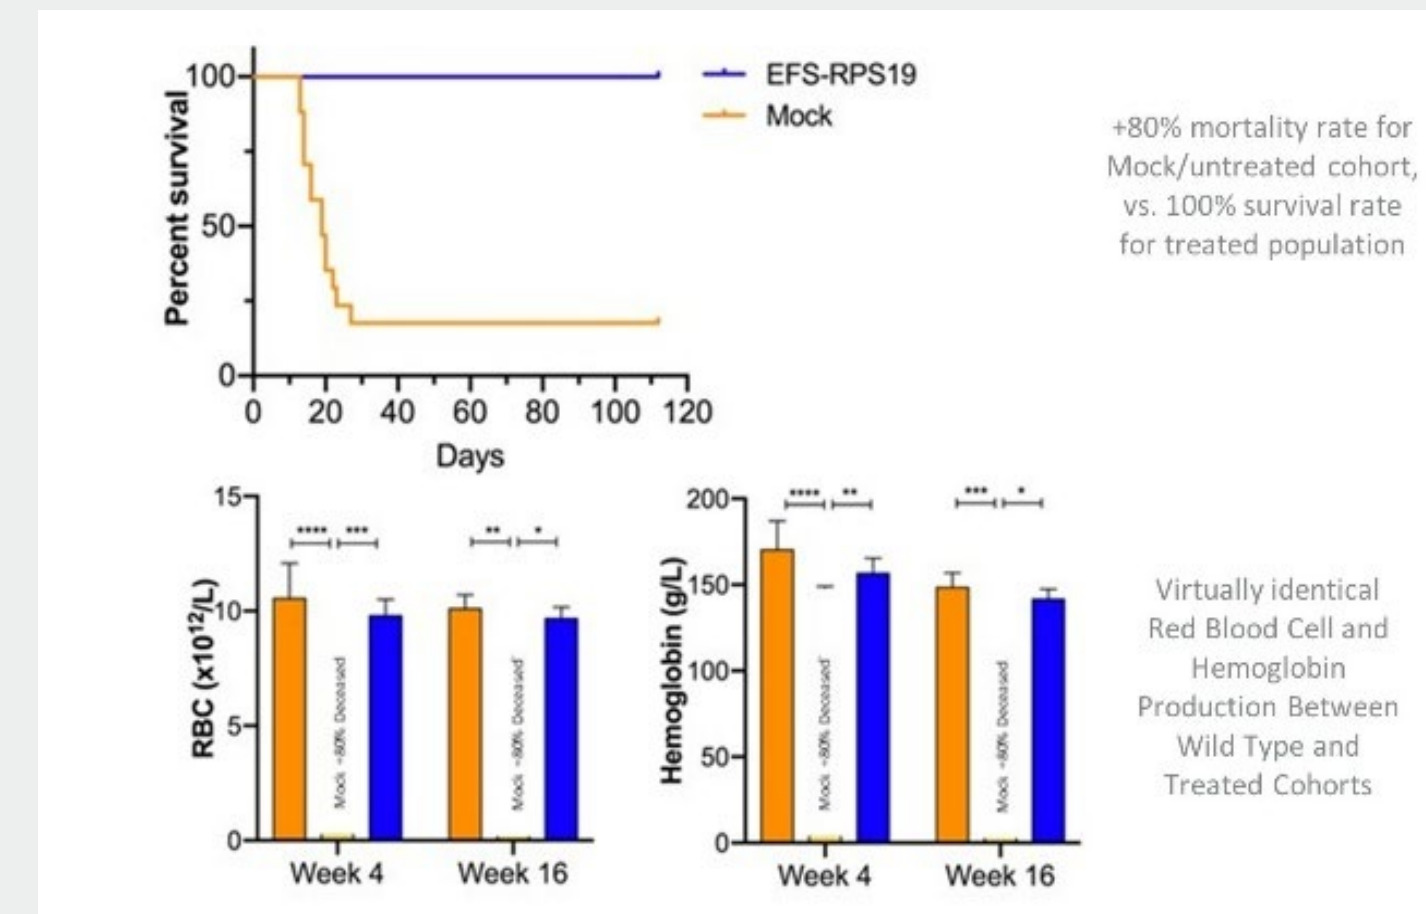 100
50
0
Percent survival
0 20 40 60 80 100 120
Days
EFS-RPS19
Mock
+80% mortality rate for
Mock/untreated cohort,
vs. 100% survival rate
for treated population
15
10
5
0
RBC (x10¹²/L)
**** ***
** *
Mock +80% Deceased
Mock +80% Deceased
Week 4 Week 16
200
150
100
50
0
Hemoglobin (g/L)
**** **
*** *
Mock +80% Deceased
Mock +80% Deceased
Week 4 Week 16
Virtually identical
Red Blood Cell and
Hemoglobin
Production Between
Wild Type and
Treated Cohorts